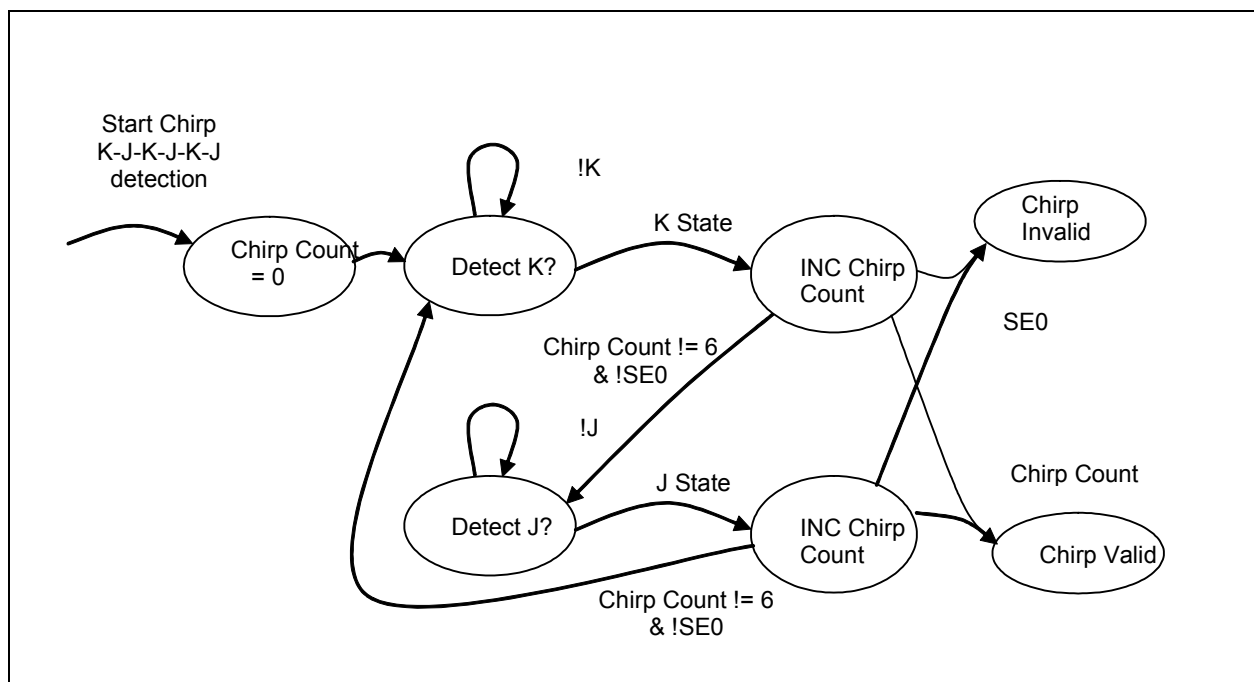 Start Chirp
K-J-K-J-K-J
detection
!K
K State
Chirp
Invalid
Chirp Count
= 0
Detect K?
INC Chirp
Count
SE0
Chirp Count != 6
& !SE0
!J
J State
Chirp Count
Detect J?
INC Chirp
Count
Chirp Valid
Chirp Count != 6
& !SE0